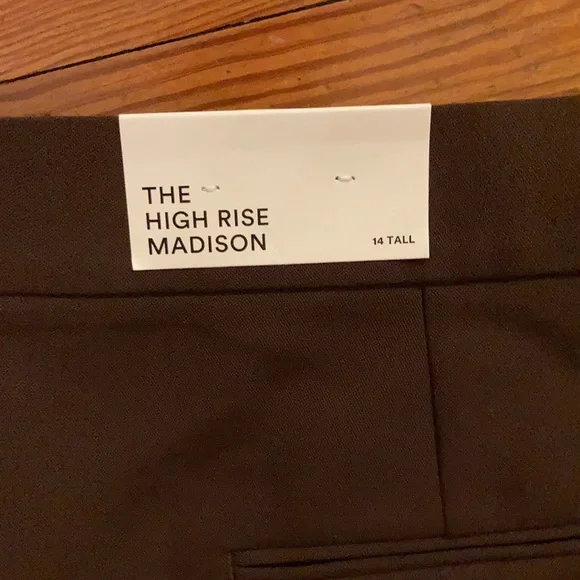 THE
HIGH RISE
MADISON
14 TALL